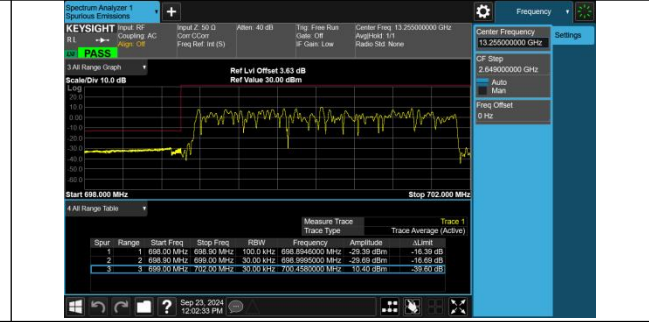 Spectrum Analyzer 1
Spurious Emissions
+
Frequency
KEYSIGHT Input: RF Input Z: 50 Ω Atten: 40 dB Trig: Free Run Center Freq: 13.255000000 GHz
R L Coupling: AC Corr CCorr Gate: Off Avg|Hold: 1/1
Align: Off Freq Ref: Int (S) IF Gain: Low Radio Std: None
PASS
Center Frequency
13.255000000 GHz
Settings
CF Step
2.649000000 GHz
Auto
Man
Freq Offset
0 Hz
3 All Range Graph
Ref Lvl Offset 3.63 dB
Scale/Div 10.0 dB Ref Value 30.00 dBm
Log
20.0
10.0
0.00
-10.0
-20.0
-30.0
-40.0
-50.0
-60.0
Start 698.000 MHz Stop 702.000 MHz
4 All Range Table
Measure Trace Trace 1
Trace Type Trace Average (Active)
Spur Range Start Freq Stop Freq RBW Frequency Amplitude ΔLimit
1 1 698.00 MHz 698.90 MHz 100.0 kHz 698.8946000 MHz -29.39 dBm -16.39 dB
2 2 698.90 MHz 699.00 MHz 30.00 kHz 698.9995000 MHz -29.69 dBm -16.69 dB
3 3 699.00 MHz 702.00 MHz 30.00 kHz 700.4580000 MHz 10.40 dBm -39.60 dB
?
Sep 23, 2024
12:02:33 PM